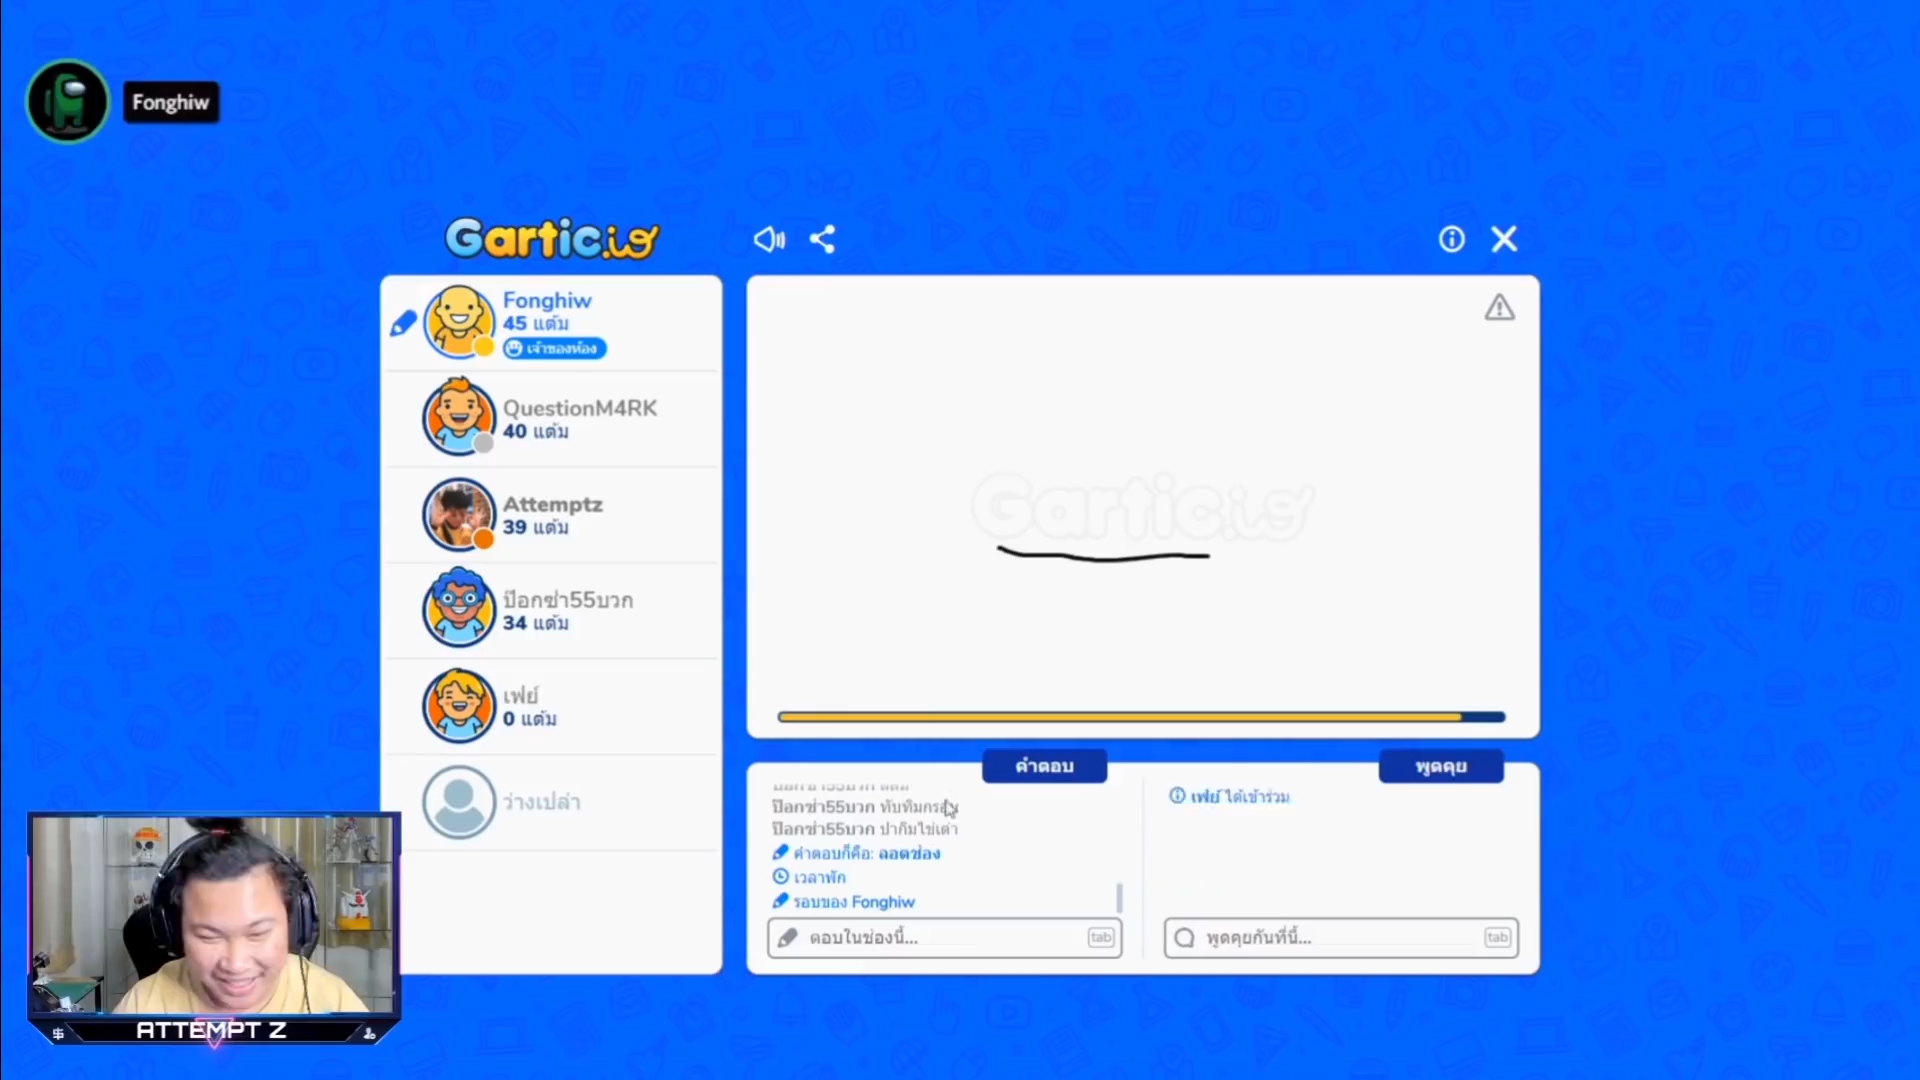 Fonghiw
Gartic.io
Fonghiw
45 แต้ม
เจ้าของห้อง
QuestionM4RK
40 แต้ม
Attemptz
39 แต้ม
ป๊อกซ่า55บวก
34 แต้ม
เฟย์
0 แต้ม
ว่างเปล่า
Gartic.io
คำตอบ
พูดคุย
ป๊อกซ่า55บวก ทับทิมกรอบ
ป๊อกซ่า55บวก ปากิมไข่เต่า
คำตอบก็คือ: ลอดช่อง
เวลาพัก
รอบของ Fonghiw
ตอบในช่องนี้... tab
เฟย์ ได้เข้าร่วม
พูดคุยกันที่นี้... tab
ATTEMPT Z